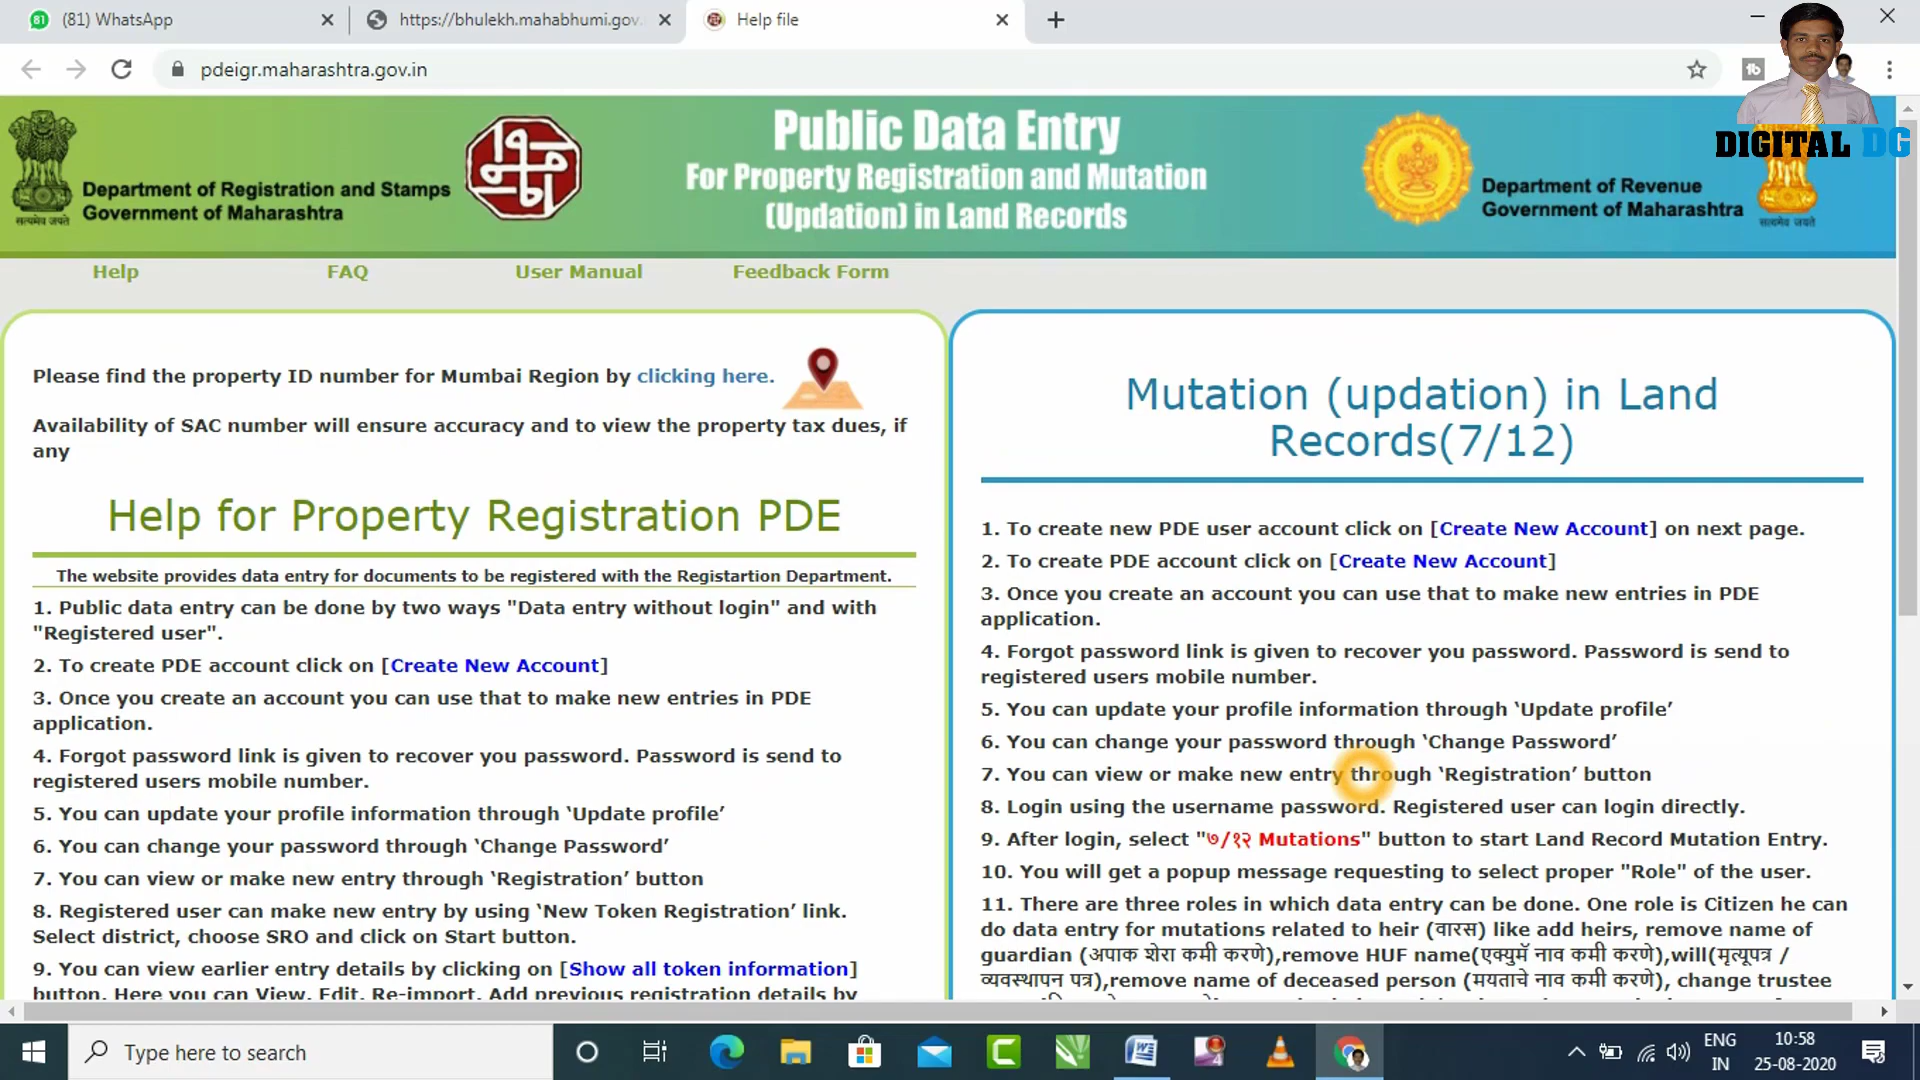 (81) WhatsApp
https://bhulekh.mahabhumi.gov.
Help file
pdeigr.maharashtra.gov.in
DIGITAL DG
सत्यमेव जयते
Department of Registration and Stamps
Government of Maharashtra
Public Data Entry
For Property Registration and Mutation
(Updation) in Land Records
Department of Revenue
Government of Maharashtra
सत्यमेव जयते
Help
FAQ
User Manual
Feedback Form
Please find the property ID number for Mumbai Region by clicking here.
Availability of SAC number will ensure accuracy and to view the property tax dues, if
any
Help for Property Registration PDE
The website provides data entry for documents to be registered with the Registartion Department.
1. Public data entry can be done by two ways "Data entry without login" and with
"Registered user".
2. To create PDE account click on [Create New Account]
3. Once you create an account you can use that to make new entries in PDE
application.
4. Forgot password link is given to recover you password. Password is send to
registered users mobile number.
5. You can update your profile information through ‘Update profile’
6. You can change your password through ‘Change Password’
7. You can view or make new entry through ‘Registration’ button
8. Registered user can make new entry by using ‘New Token Registration’ link.
Select district, choose SRO and click on Start button.
9. You can view earlier entry details by clicking on [Show all token information]
button. Here you can View, Edit, Re-import, Add previous registration details by
Mutation (updation) in Land
Records(7/12)
1. To create new PDE user account click on [Create New Account] on next page.
2. To create PDE account click on [Create New Account]
3. Once you create an account you can use that to make new entries in PDE
application.
4. Forgot password link is given to recover you password. Password is send to
registered users mobile number.
5. You can update your profile information through ‘Update profile’
6. You can change your password through ‘Change Password’
7. You can view or make new entry through ‘Registration’ button
8. Login using the username password. Registered user can login directly.
9. After login, select "७/१२ Mutations" button to start Land Record Mutation Entry.
10. You will get a popup message requesting to select proper "Role" of the user.
11. There are three roles in which data entry can be done. One role is Citizen he can
do data entry for mutations related to heir (वारस) like add heirs, remove name of
guardian (अपाक शेरा कमी करणे),remove HUF name(एक्युमॅ नाव कमी करणे),will(मृत्यूपत्र /
व्यवस्थापन पत्र),remove name of deceased person (मयताचे नाव कमी करणे), change trustee
Type here to search
ENG
IN
10:58
25-08-2020